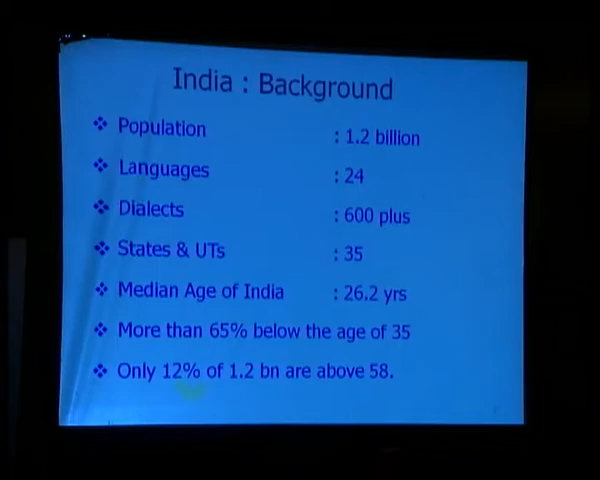 India : Background
❖ Population : 1.2 billion
❖ Languages : 24
❖ Dialects : 600 plus
❖ States & UTs : 35
❖ Median Age of India : 26.2 yrs
❖ More than 65% below the age of 35
❖ Only 12% of 1.2 bn are above 58.